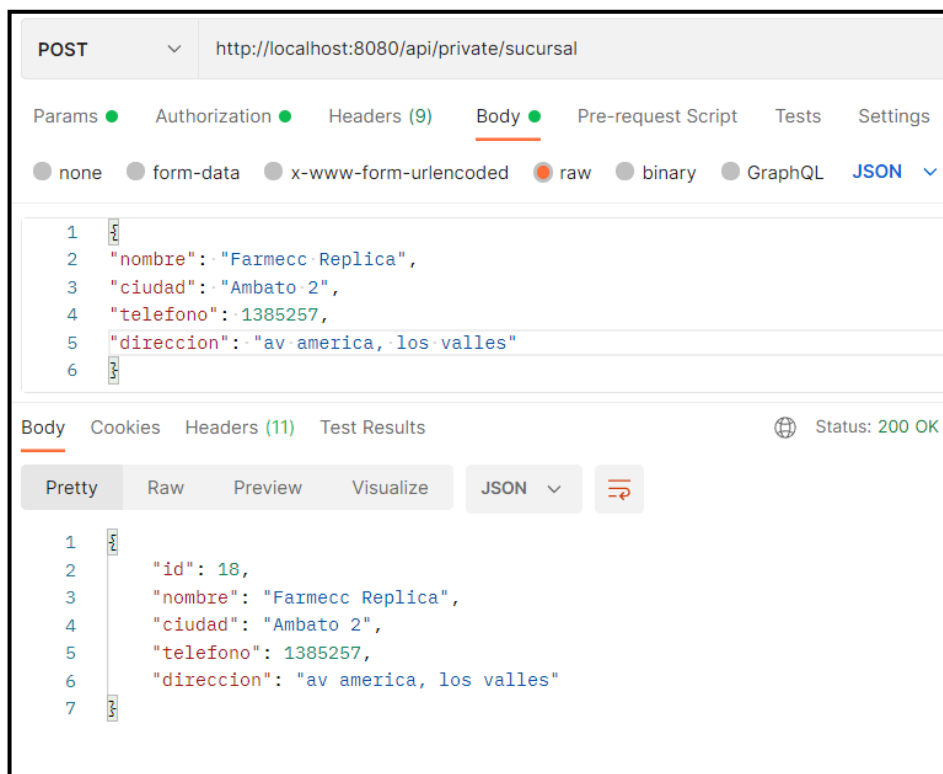 POST http://localhost:8080/api/private/sucursal
Params Authorization Headers (9) Body Pre-request Script Tests Settings
none form-data x-www-form-urlencoded raw binary GraphQL JSON
1 {
2 "nombre": "Farmecc Replica",
3 "ciudad": "Ambato 2",
4 "telefono": 1385257,
5 "direccion": "av america, los valles"
6 }
Body Cookies Headers (11) Test Results Status: 200 OK
Pretty Raw Preview Visualize JSON
1 {
2 "id": 18,
3 "nombre": "Farmecc Replica",
4 "ciudad": "Ambato 2",
5 "telefono": 1385257,
6 "direccion": "av america, los valles"
7 }